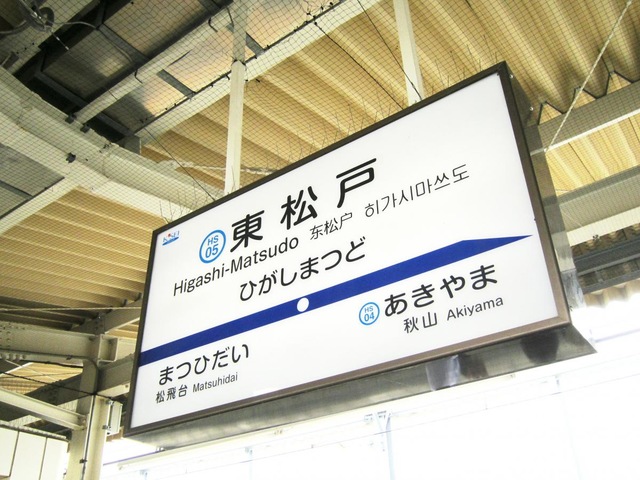 HS
05
東松戸
Higashi-Matsudo 东松户 히가시마쓰도
ひがしまつど
まつひだい
松飛台 Matsuhidai
HS
04
あきやま
秋山 Akiyama